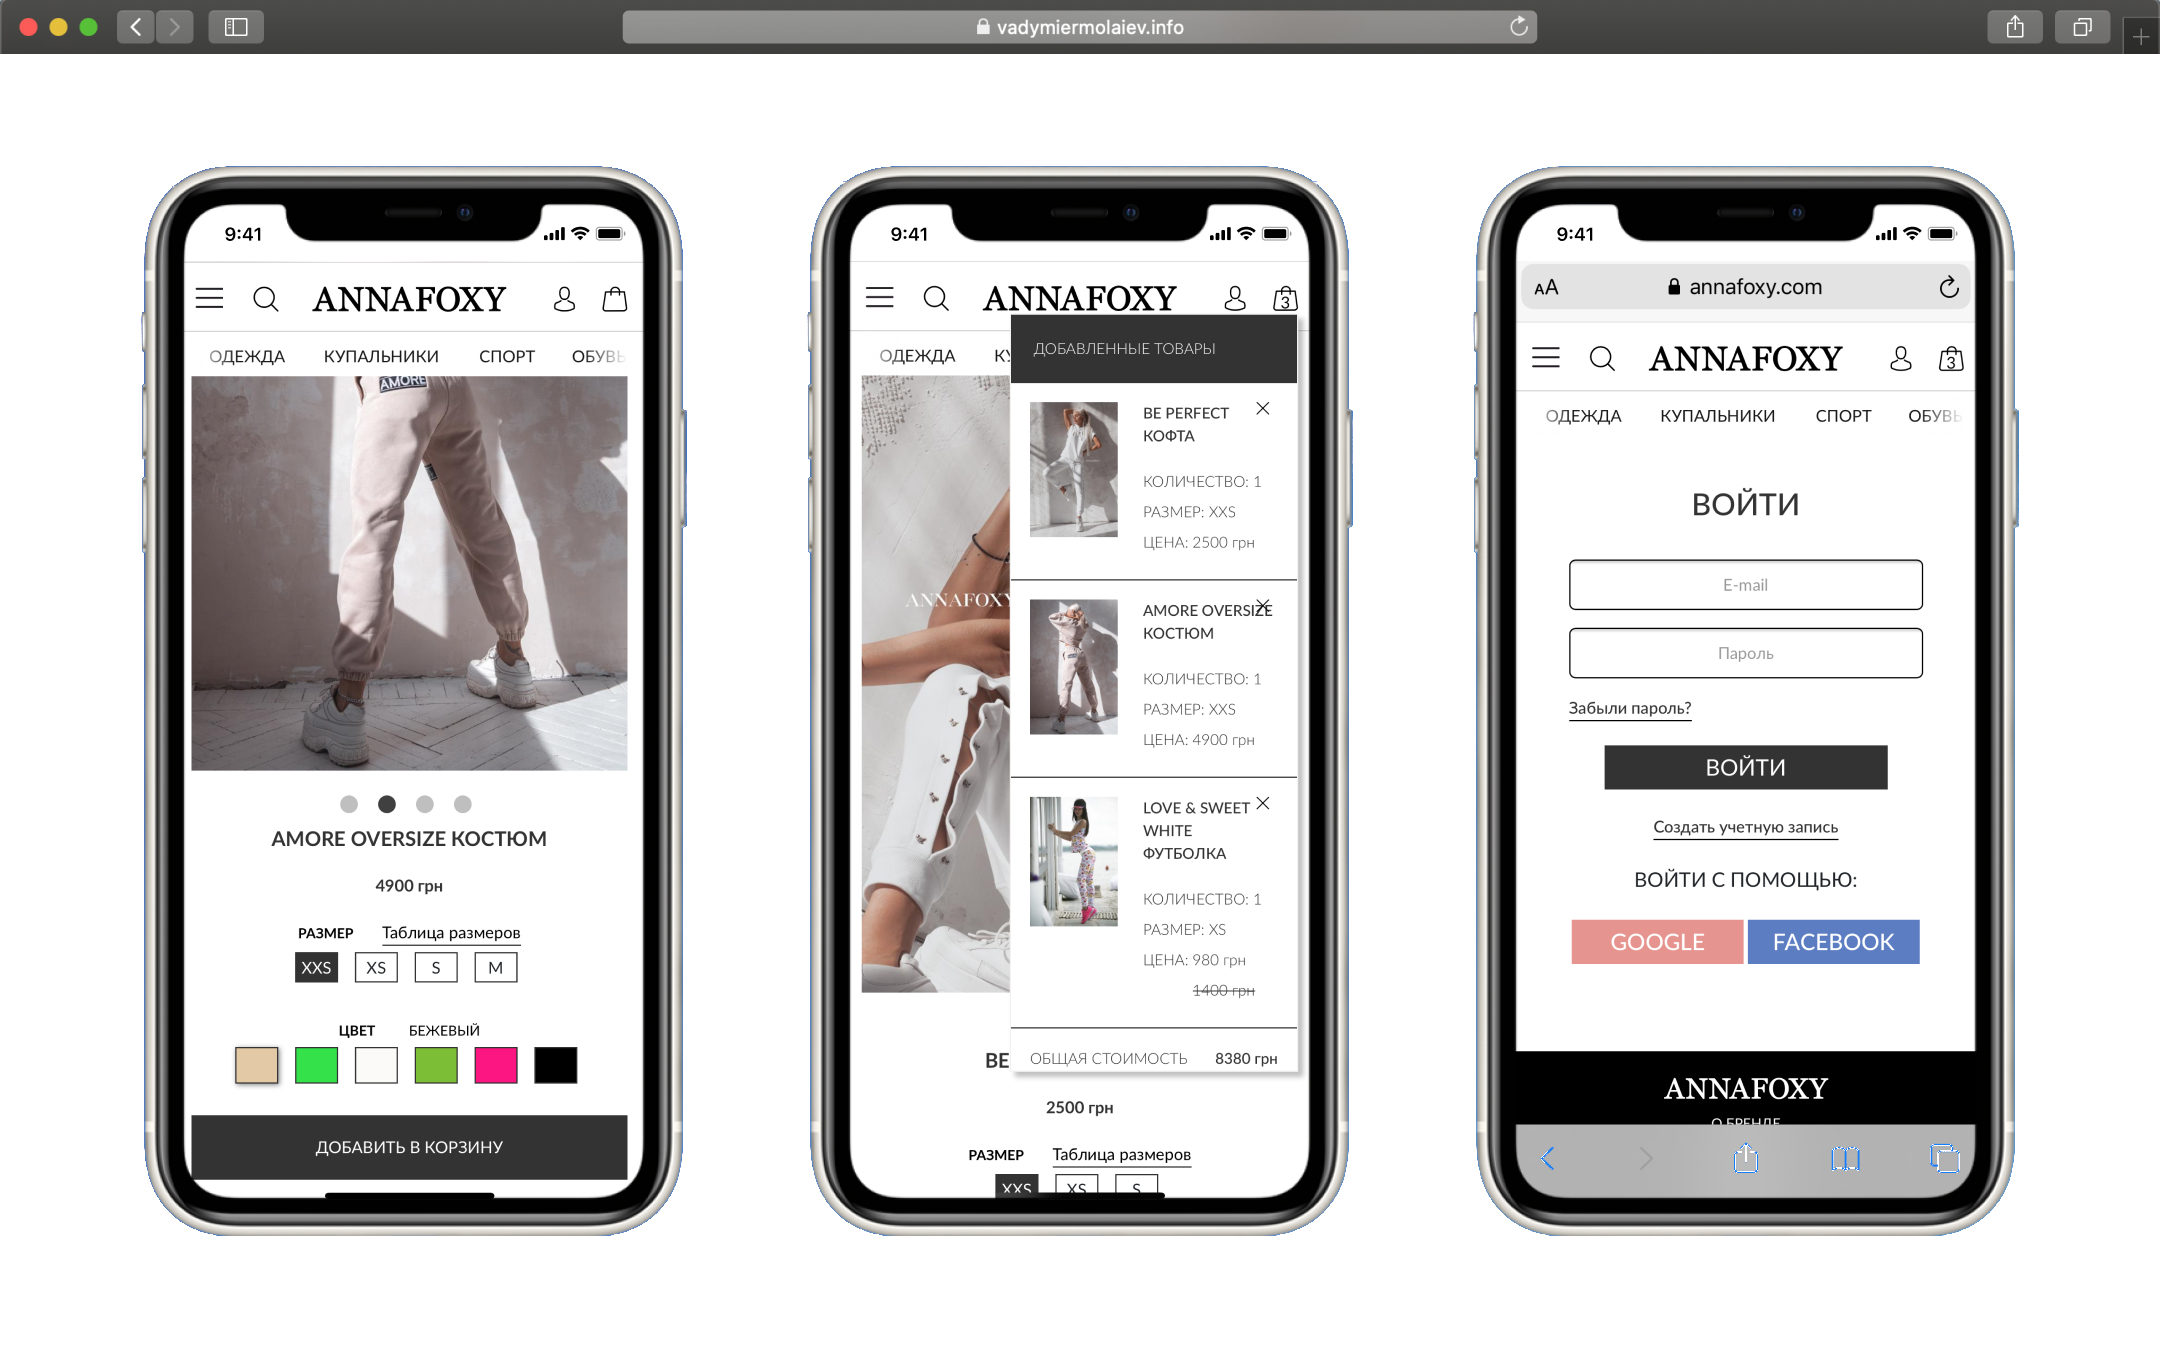 vadymiermolaiev.info
9:41
ANNAFOXY
ОДЕЖДА КУПАЛЬНИКИ СПОРТ ОБУВЬ
AMORE
AMORE OVERSIZE КОСТЮМ
4900 грн
РАЗМЕР Таблица размеров
XXS XS S M
ЦВЕТ БЕЖЕВЫЙ
ДОБАВИТЬ В КОРЗИНУ
9:41
ANNAFOXY 3
ОДЕЖДА КУ
ДОБАВЛЕННЫЕ ТОВАРЫ
BE PERFECT
КОФТА
КОЛИЧЕСТВО: 1
РАЗМЕР: XXS
ЦЕНА: 2500 грн
ANNAFOXY
AMORE OVERSIZE
КОСТЮМ
КОЛИЧЕСТВО: 1
РАЗМЕР: XXS
ЦЕНА: 4900 грн
LOVE & SWEET
WHITE
ФУТБОЛКА
КОЛИЧЕСТВО: 1
РАЗМЕР: XS
ЦЕНА: 980 грн
1400 грн
ОБЩАЯ СТОИМОСТЬ 8380 грн
BE
2500 грн
РАЗМЕР Таблица размеров
XXS XS S
9:41
AA annafoxy.com
ANNAFOXY 3
ОДЕЖДА КУПАЛЬНИКИ СПОРТ ОБУВЬ
ВОЙТИ
E-mail
Пароль
Забыли пароль?
ВОЙТИ
Создать учетную запись
ВОЙТИ С ПОМОЩЬЮ:
GOOGLE FACEBOOK
ANNAFOXY
О БРЕНДЕ